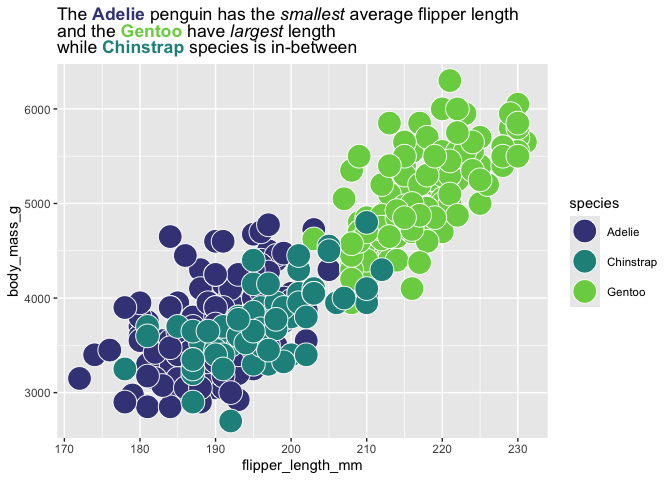 The Adelie penguin has the smallest average flipper length
and the Gentoo have largest length
while Chinstrap species is in-between
6000
5000
4000
3000
body_mass_g
170 180 190 200 210 220 230
flipper_length_mm
species
Adelie
Chinstrap
Gentoo